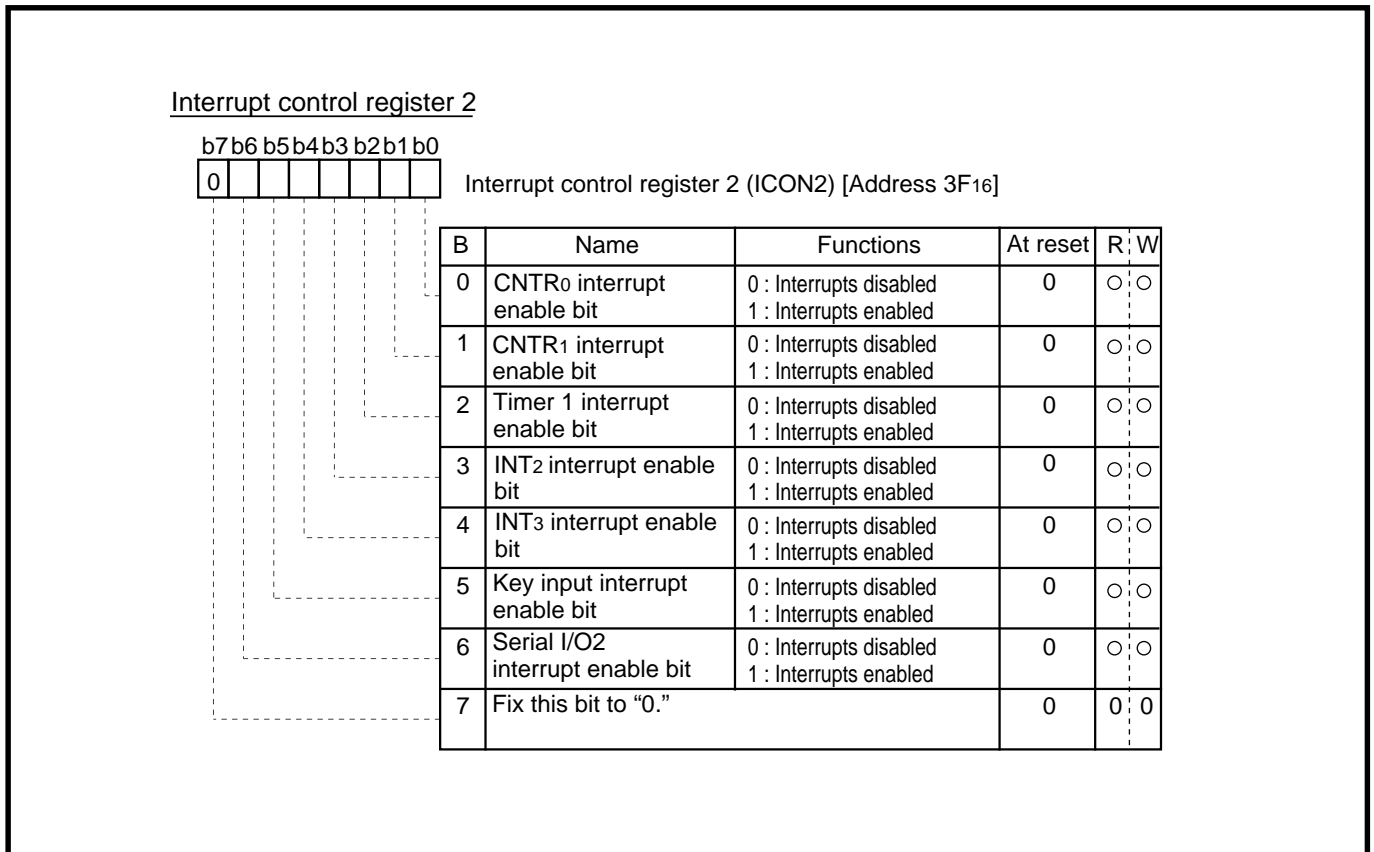 Interrupt control register 2
b7 b6 b5 b4 b3 b2 b1 b0
0
Interrupt control register 2 (ICON2) [Address 3F16]
B Name Functions At reset R W
0 CNTR0 interrupt enable bit 0 : Interrupts disabled 0 ○ ○
1 : Interrupts enabled
1 CNTR1 interrupt enable bit 0 : Interrupts disabled 0 ○ ○
1 : Interrupts enabled
2 Timer 1 interrupt enable bit 0 : Interrupts disabled 0 ○ ○
1 : Interrupts enabled
3 INT2 interrupt enable bit 0 : Interrupts disabled 0 ○ ○
1 : Interrupts enabled
4 INT3 interrupt enable bit 0 : Interrupts disabled 0 ○ ○
1 : Interrupts enabled
5 Key input interrupt enable bit 0 : Interrupts disabled 0 ○ ○
1 : Interrupts enabled
6 Serial I/O2 interrupt enable bit 0 : Interrupts disabled 0 ○ ○
1 : Interrupts enabled
7 Fix this bit to “0.” 0 0 0